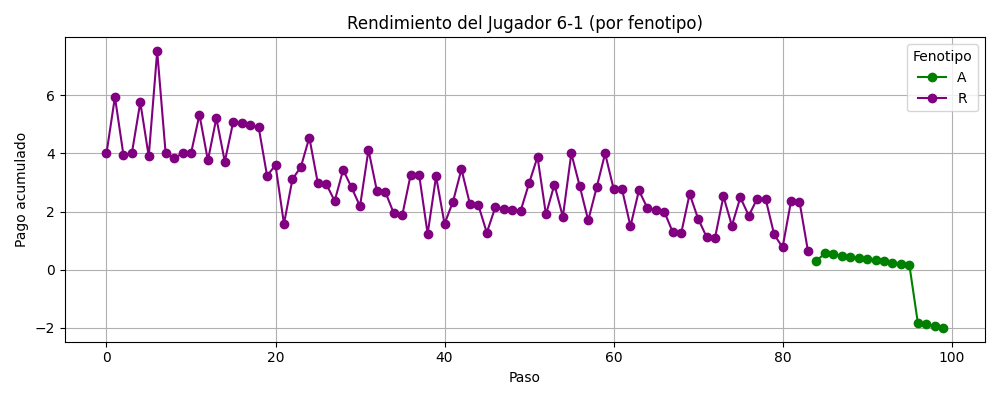 Rendimiento del Jugador 6-1 (por fenotipo)
Fenotipo
A
R
Pago acumulado
6
4
2
0
−2
0 20 40 60 80 100
Paso